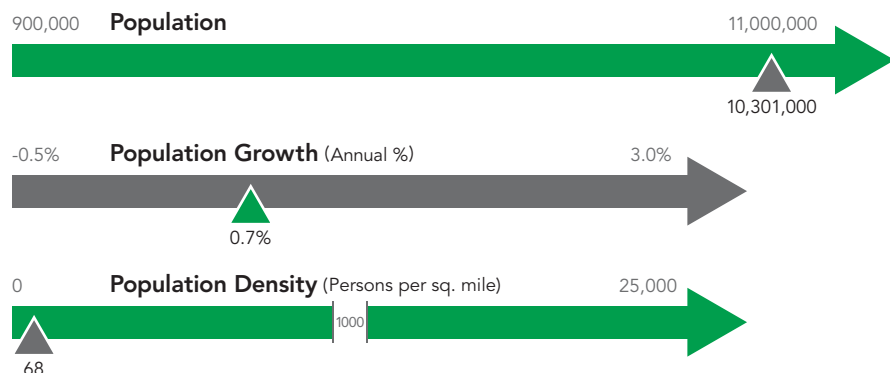 900,000 Population 11,000,000
10,301,000
-0.5% Population Growth (Annual %) 3.0%
0.7%
0 Population Density (Persons per sq. mile) 25,000
1000
68